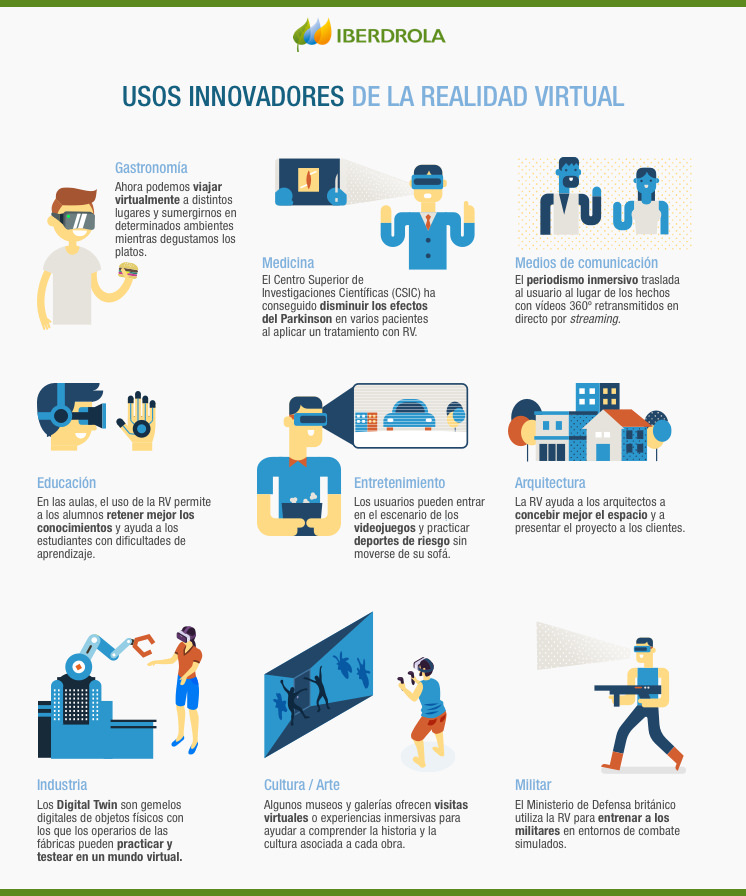 IBERDROLA
USOS INNOVADORES DE LA REALIDAD VIRTUAL
Gastronomía
Ahora podemos viajar
virtualmente a distintos
lugares y sumergirnos en
determinados ambientes
mientras degustamos los
platos.
Medicina
El Centro Superior de
Investigaciones Científicas (CSIC) ha
conseguido disminuir los efectos
del Parkinson en varios pacientes
al aplicar un tratamiento con RV.
Medios de comunicación
El periodismo inmersivo traslada
al usuario al lugar de los hechos
con vídeos 360º retransmitidos en
directo por streaming.
Educación
En las aulas, el uso de la RV permite
a los alumnos retener mejor los
conocimientos y ayuda a los
estudiantes con dificultades de
aprendizaje.
Entretenimiento
Los usuarios pueden entrar
en el escenario de los
videojuegos y practicar
deportes de riesgo sin
moverse de su sofá.
Arquitectura
La RV ayuda a los arquitectos a
concebir mejor el espacio y a
presentar el proyecto a los clientes.
Industria
Los Digital Twin son gemelos
digitales de objetos físicos con
los que los operarios de las
fábricas pueden practicar y
testear en un mundo virtual.
Cultura / Arte
Algunos museos y galerías ofrecen visitas
virtuales o experiencias inmersivas para
ayudar a comprender la historia y la
cultura asociada a cada obra.
Militar
El Ministerio de Defensa británico
utiliza la RV para entrenar a los
militares en entornos de combate
simulados.